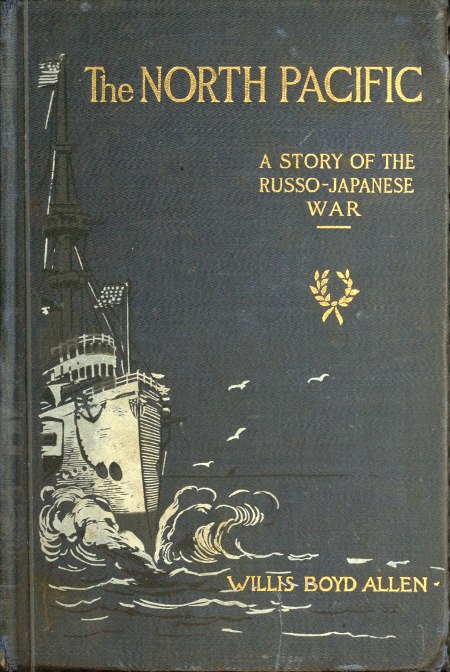 The NORTH PACIFIC
A STORY OF THE
RUSSO-JAPANESE
WAR
WILLIS BOYD ALLEN